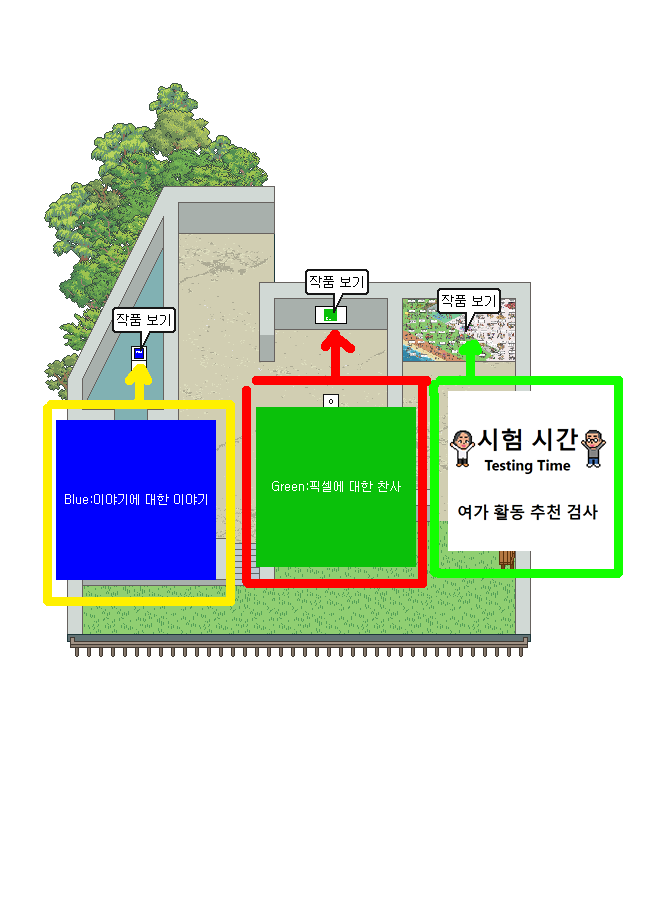 작품 보기
작품 보기
작품 보기
Blue:이야기에 대한 이야기
Green:픽셀에 대한 찬사
시험 시간
Testing Time
여가 활동 추천 검사